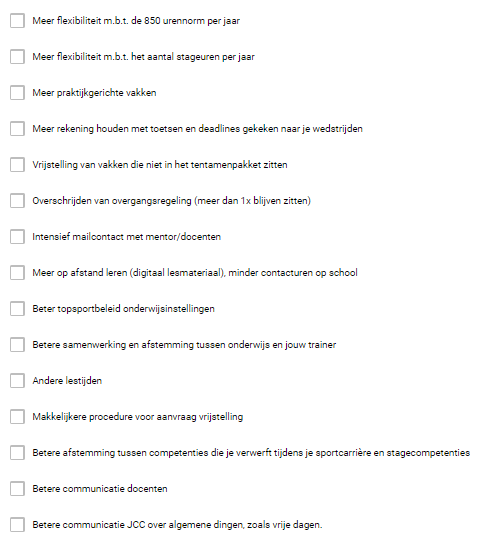 Meer flexibiliteit m.b.t. de 850 urennorm per jaar
Meer flexibiliteit m.b.t. het aantal stageuren per jaar
Meer praktijkgerichte vakken
Meer rekening houden met toetsen en deadlines gekeken naar je wedstrijden
Vrijstelling van vakken die niet in het tentamenpakket zitten
Overschrijden van overgangsregeling (meer dan 1x blijven zitten)
Intensief mailcontact met mentor/docenten
Meer op afstand leren (digitaal lesmateriaal), minder contacturen op school
Beter topsportbeleid onderwijsinstellingen
Betere samenwerking en afstemming tussen onderwijs en jouw trainer
Andere lestijden
Makkelijkere procedure voor aanvraag vrijstelling
Betere afstemming tussen competenties die je verwerft tijdens je sportcarrière en stagecompetenties
Betere communicatie docenten
Betere communicatie JCC over algemene dingen, zoals vrije dagen.